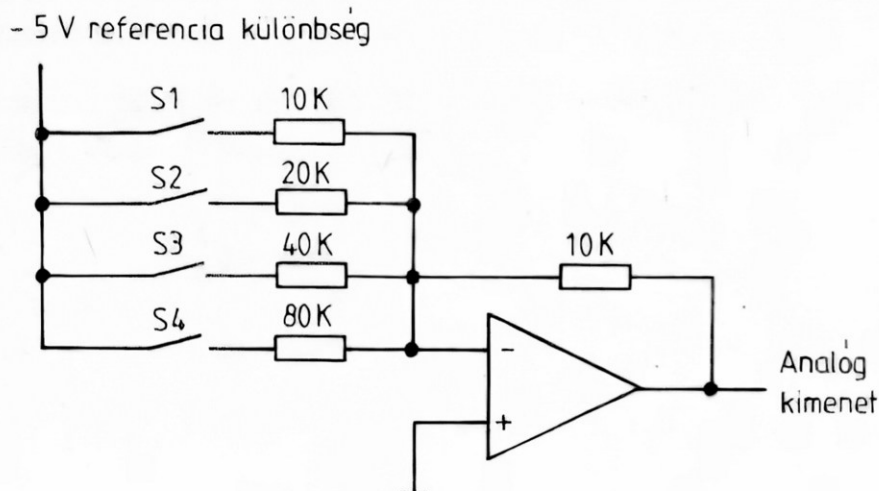 - 5 V referencia különbség
S1
10K
S2
20K
S3
40K
10K
S4
80K
-
+
Analóg
kimenet